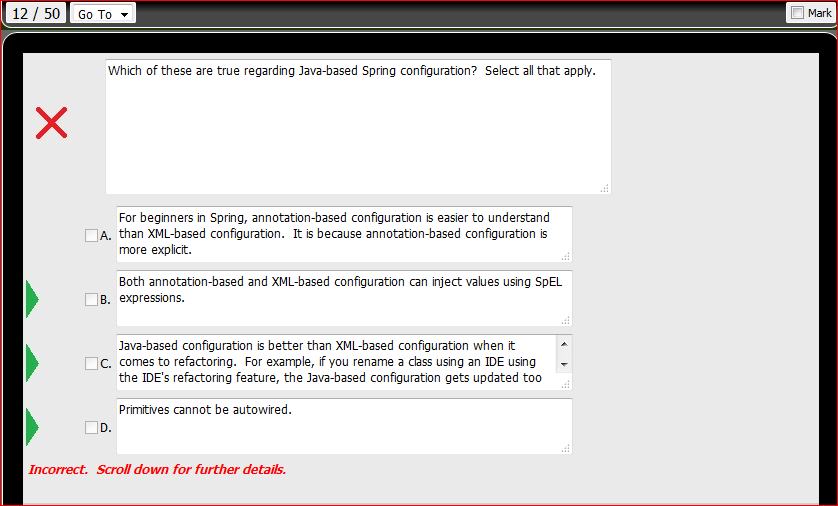 12 / 50 Go To Mark
Which of these are true regarding Java-based Spring configuration?  Select all that apply.
A. For beginners in Spring, annotation-based configuration is easier to understand
than XML-based configuration.  It is because annotation-based configuration is
more explicit.
B. Both annotation-based and XML-based configuration can inject values using SpEL
expressions.
C. Java-based configuration is better than XML-based configuration when it
comes to refactoring.  For example, if you rename a class using an IDE using
the IDE's refactoring feature, the Java-based configuration gets updated too
D. Primitives cannot be autowired.
Incorrect.  Scroll down for further details.